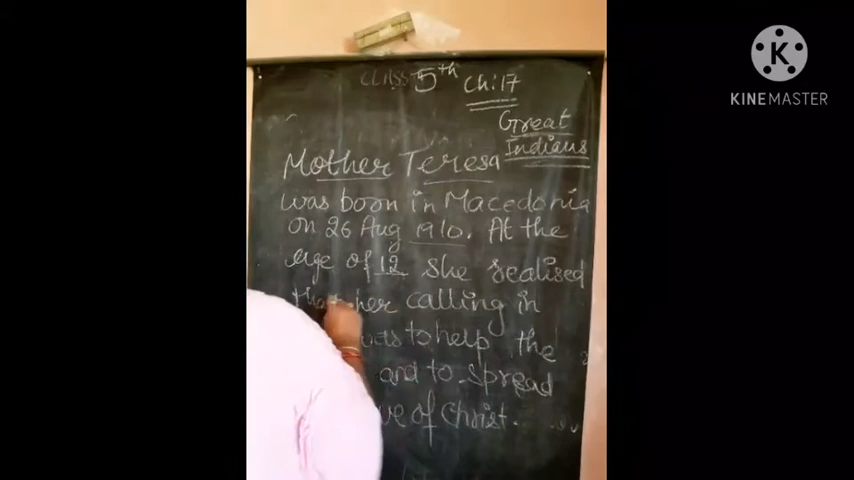 CLASS 5th Ch:17
Great
Indians
Mother Teresa
was born in Macedonia
on 26 Aug 1910. At the
age of 12 she realised
her calling in
was to help the
and to spread
of Christ.
K
KINEMASTER